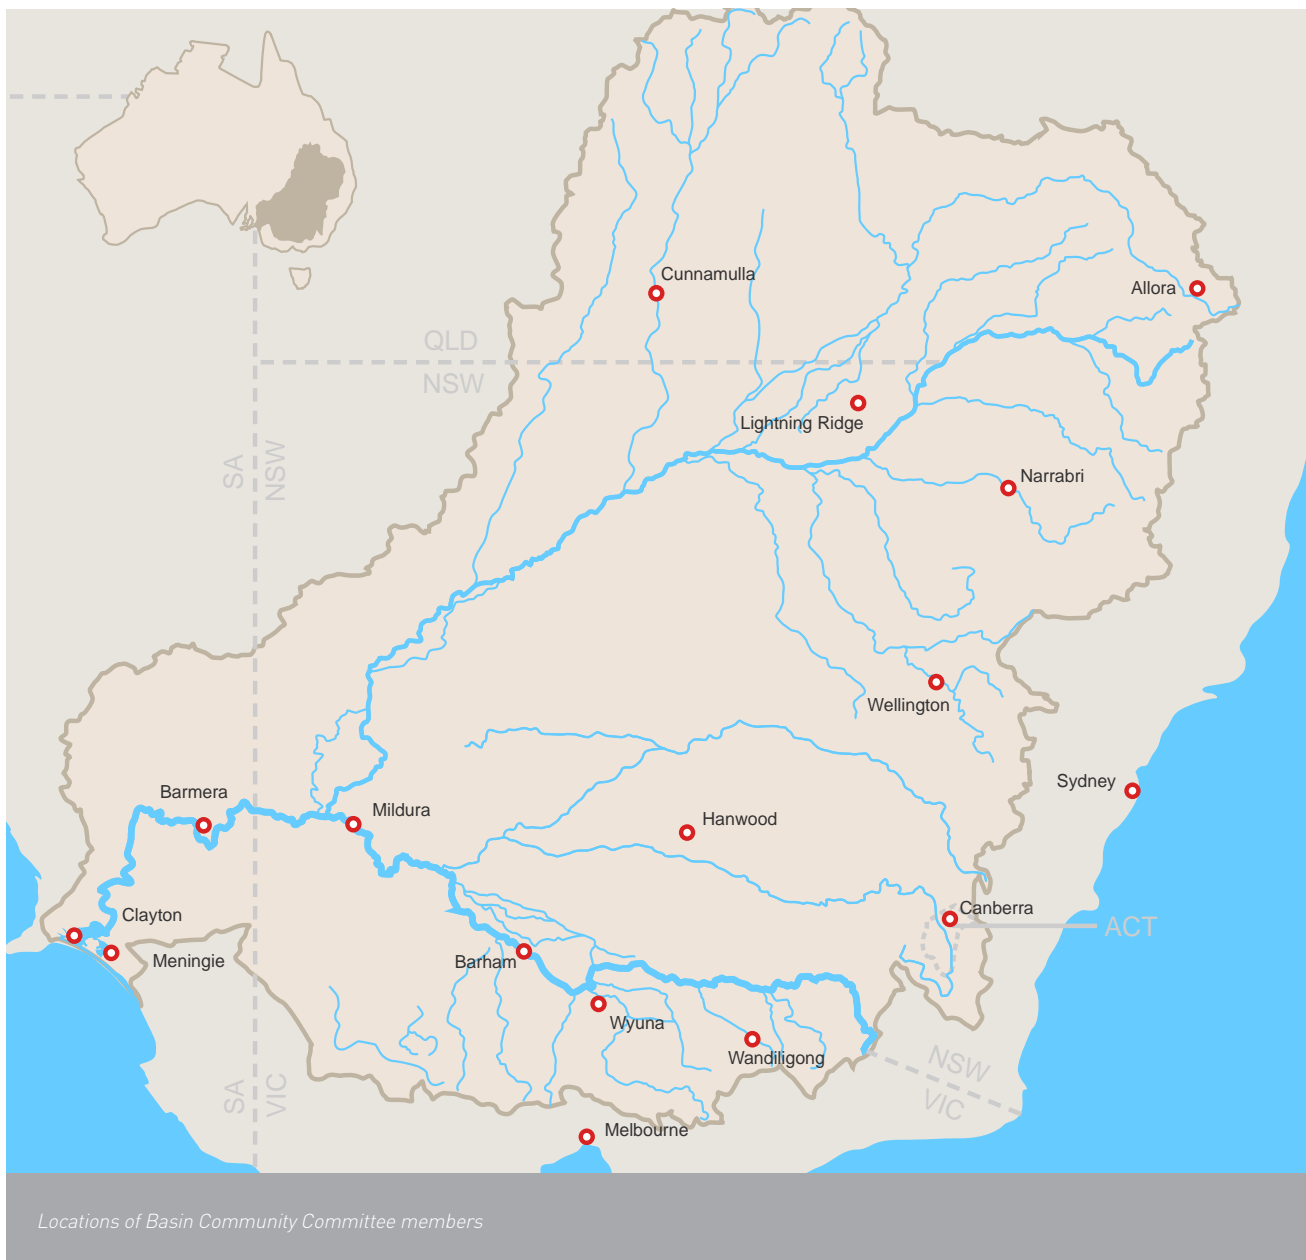 Cunnamulla
Allora
QLD
NSW
Lightning Ridge
SA
NSW
Narrabri
Wellington
Sydney
Barmera
Mildura
Hanwood
Clayton
Canberra
ACT
Meningie
Barham
Wyuna
Wandiligong
NSW
VIC
SA
VIC
Melbourne
Locations of Basin Community Committee members